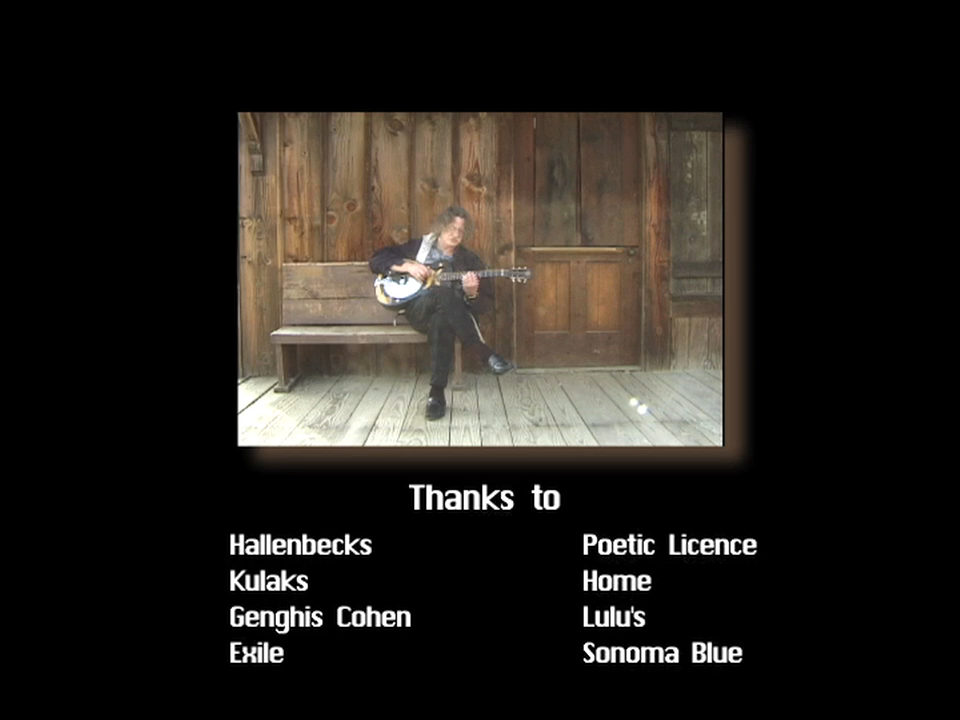 Thanks to
Hallenbecks
Kulaks
Genghis Cohen
Exile
Poetic Licence
Home
Lulu's
Sonoma Blue